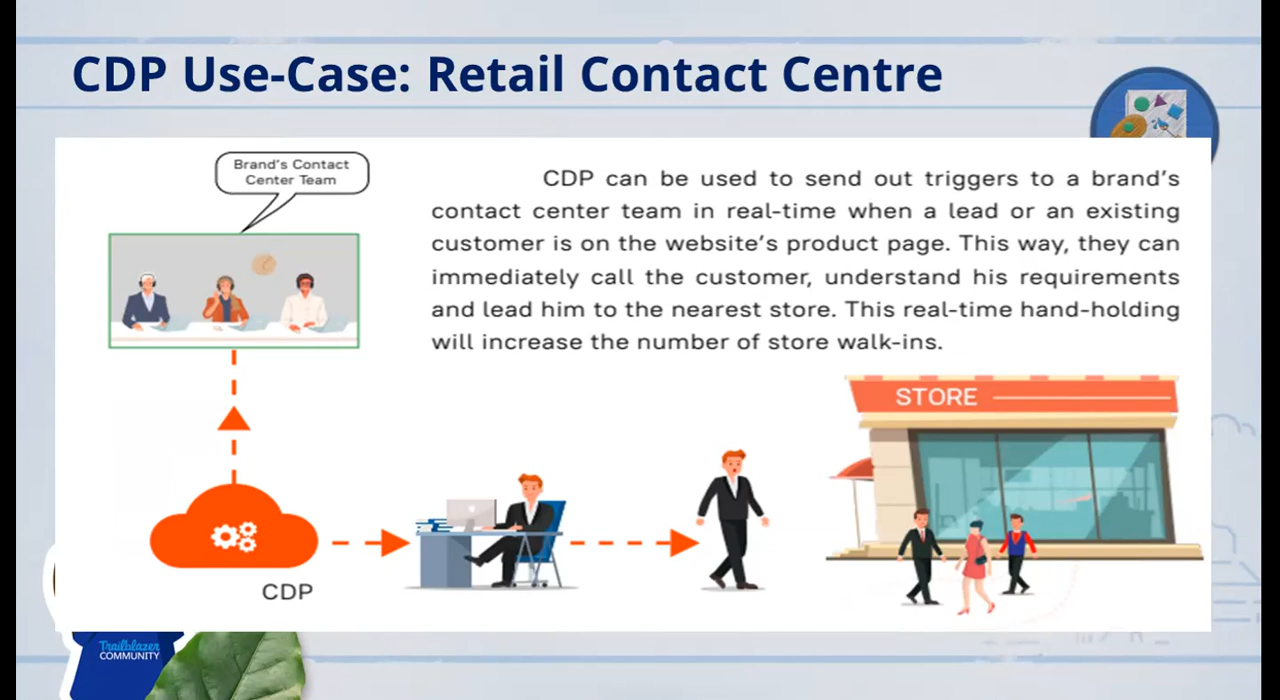 CDP Use-Case: Retail Contact Centre
Brand's Contact
Center Team
CDP can be used to send out triggers to a brand's
contact center team in real-time when a lead or an existing
customer is on the website's product page. This way, they can
immediately call the customer, understand his requirements
and lead him to the nearest store. This real-time hand-holding
will increase the number of store walk-ins.
STORE
CDP
Trailblazer
COMMUNITY